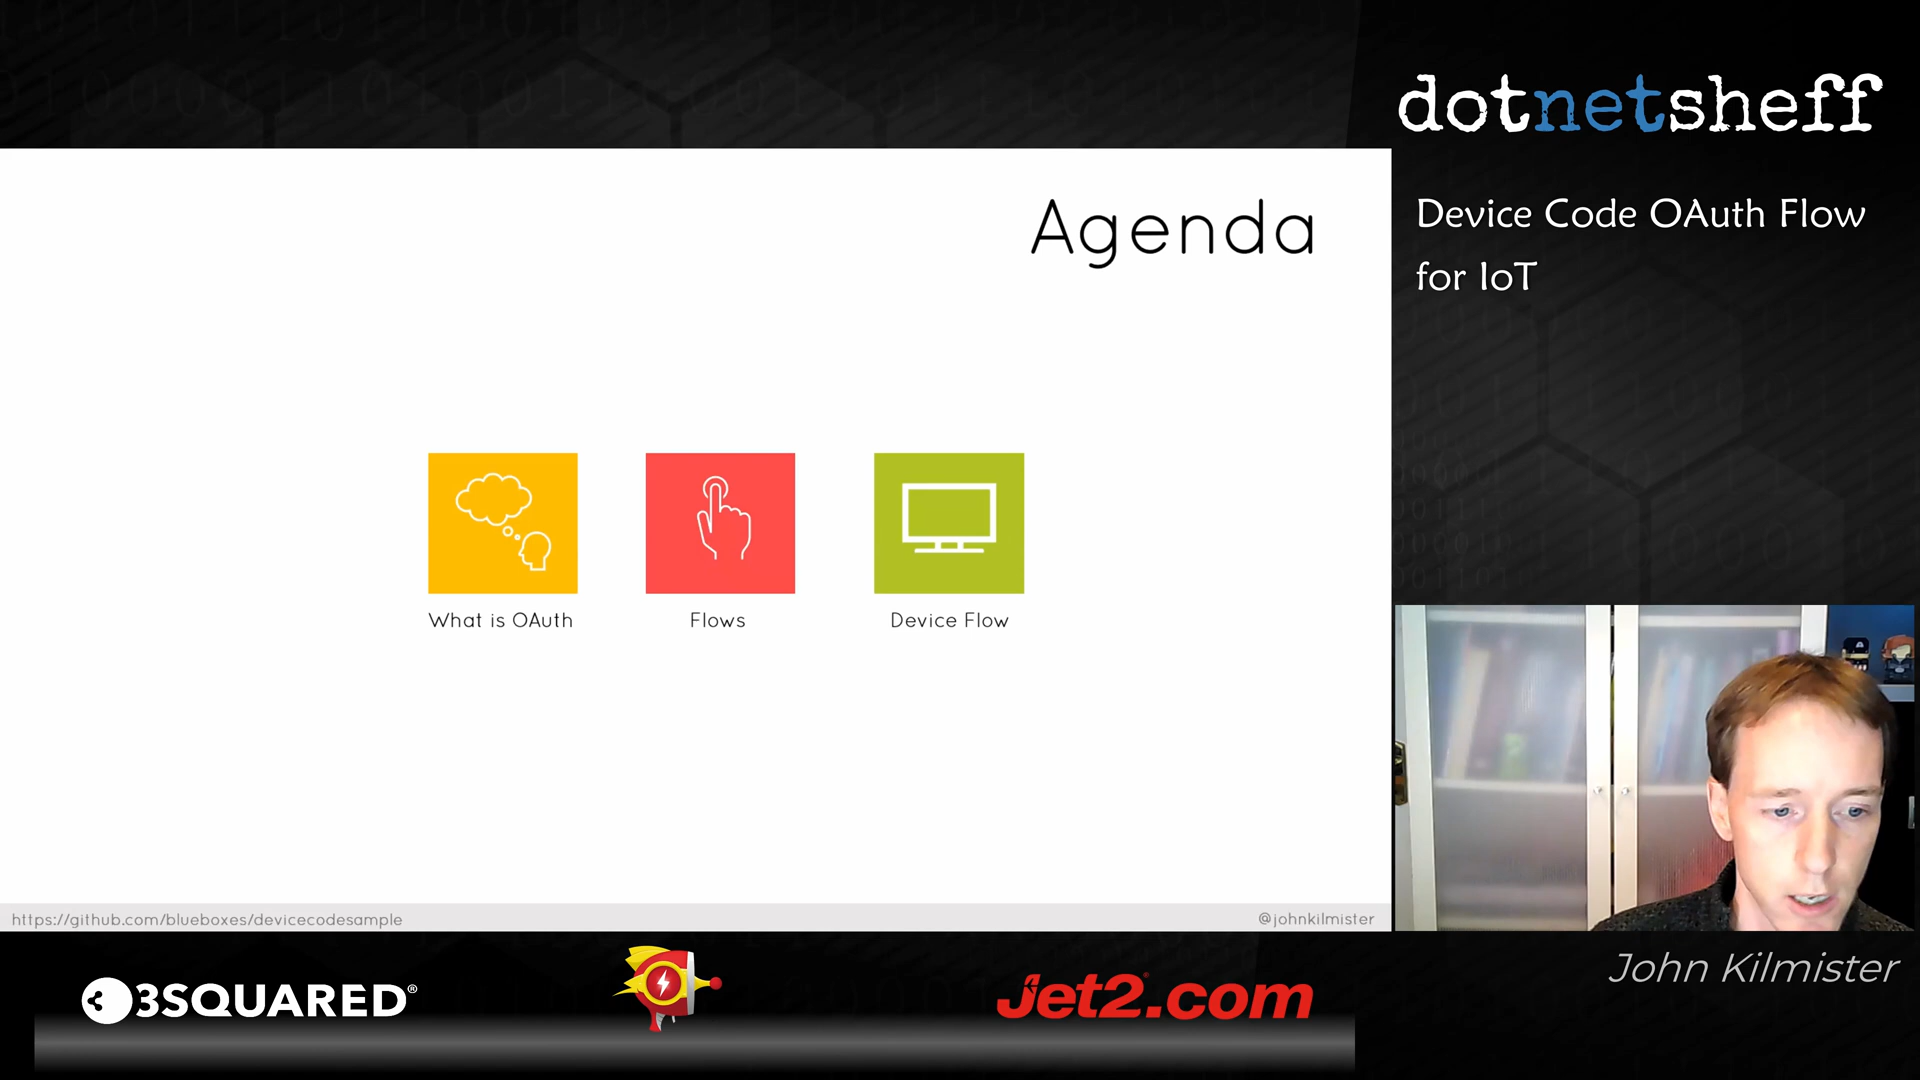 dotnetsheff
Device Code OAuth Flow
for IoT
Agenda
What is OAuth
Flows
Device Flow
https://github.com/blueboxes/devicecodesample
@johnkilmister
3SQUARED®
Jet2.com
John Kilmister